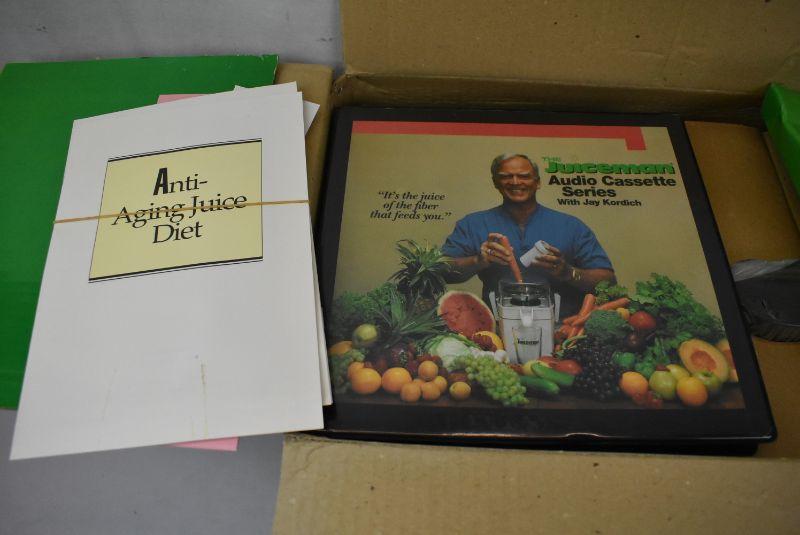 Anti-
Aging Juice
Diet
"It's the juice
of the fiber
that feeds you."
THE
Juiceman
Audio Cassette
Series
With Jay Kordich
Juiceman